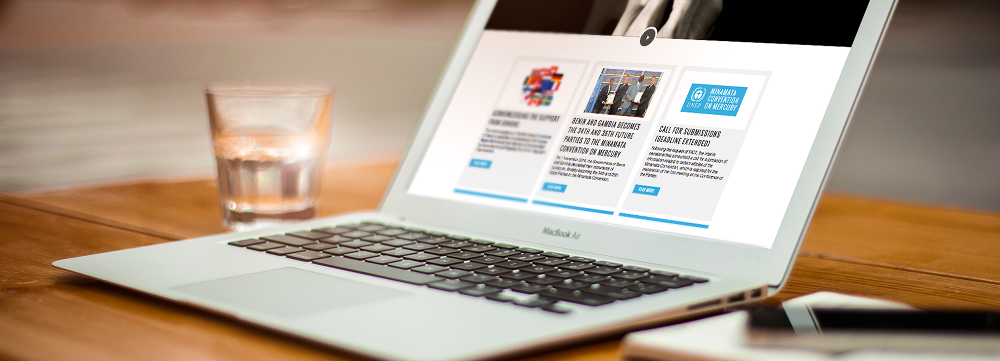 ACKNOWLEDGING THE SUPPORT
FROM DONORS
READ MORE
BENIN AND GAMBIA BECOMES
THE 34TH AND 35TH FUTURE
PARTIES TO THE MINAMATA
CONVENTION ON MERCURY
On 7 November 2016, the Governments of Benin
and Gambia deposited their instruments of
accession, thereby becoming the 34th and 35th
future Parties to the Minamata Convention.
READ MORE
UNEP
MINAMATA
CONVENTION
ON MERCURY
CALL FOR SUBMISSIONS
(DEADLINE EXTENDED)
Following the request of INC7, the interim
secretariat has announced a call for submission of
information related to certain articles of the
Minamata Convention, which is required for the
preparation of the first meeting of the Conference of
the Parties.
READ MORE
MacBook Air